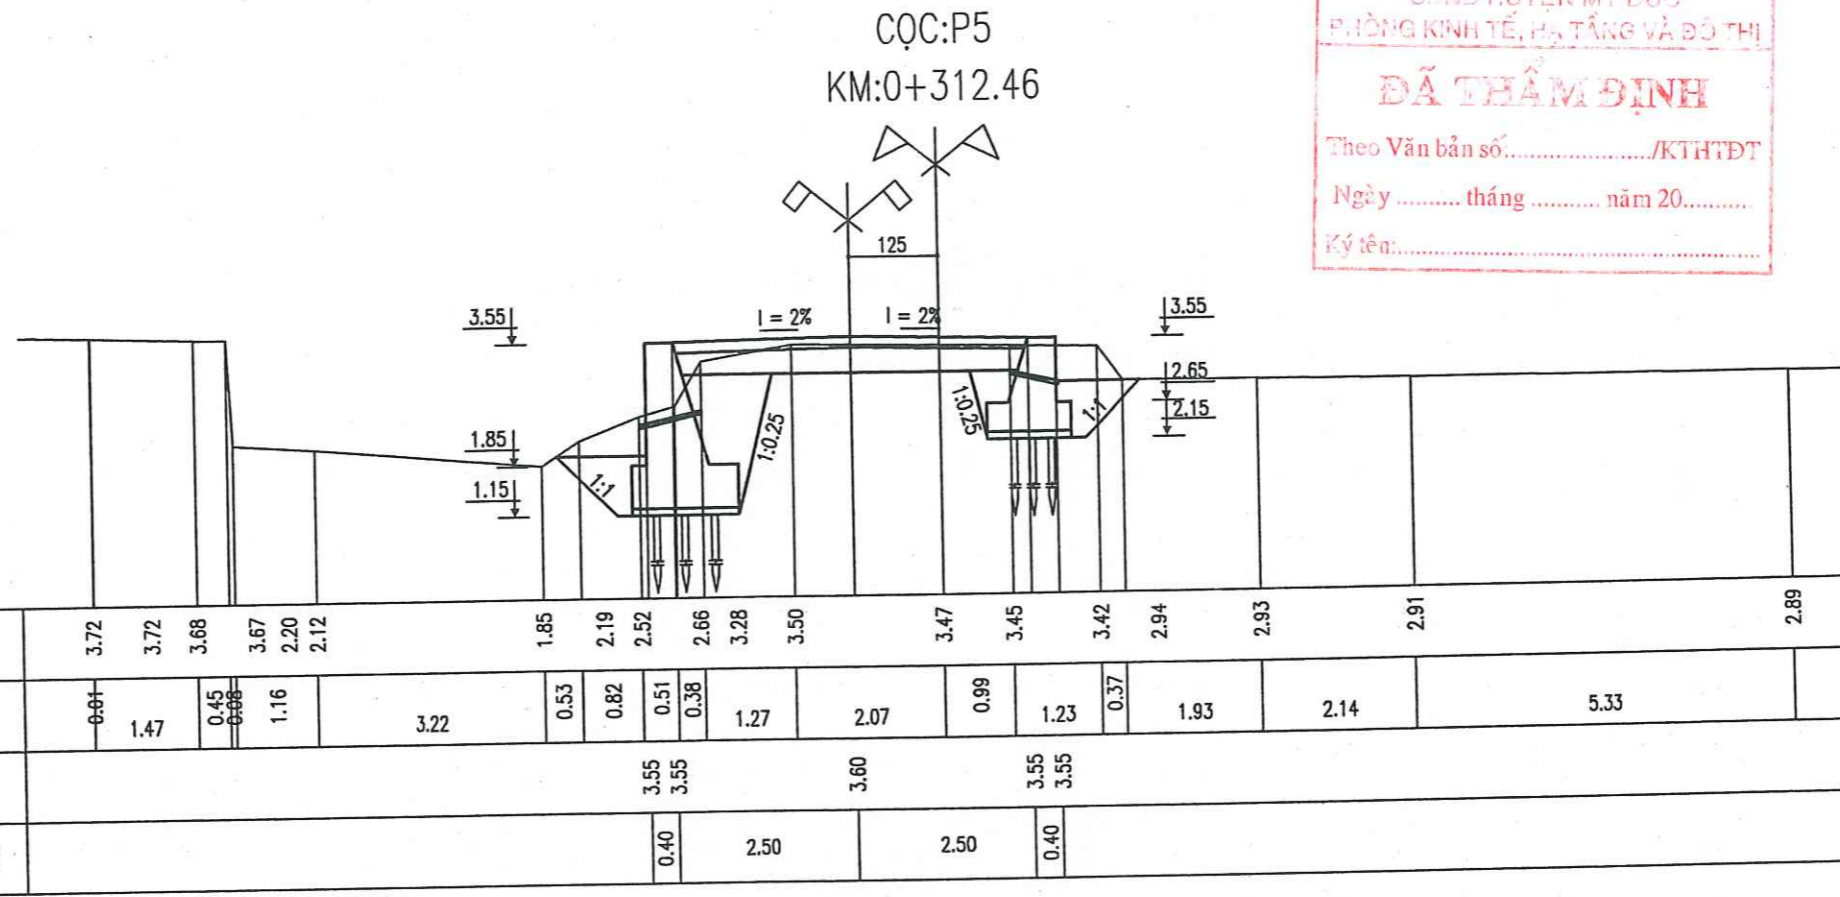 CỌC:P5
KM:0+312.46
PHÒNG KINH TẾ, HẠ TẦNG VÀ ĐÔ THỊ
ĐÃ THẨM ĐỊNH
Theo Văn bản số:....................../KTHTĐT
Ngày .......... tháng ........... năm 20...........
Ký tên:.............................................................
125
I = 2%
I = 2%
3.55
3.55
2.65
2.15
1.85
1.15
1:1
1:0.25
1:0.25
1:1
3.72 3.72 3.68 3.67 2.20 2.12 1.85 2.19 2.52 2.66 3.28 3.50 3.47 3.45 3.42 2.94 2.93 2.91 2.89
0.01 1.47 0.45 0.08 1.16 3.22 0.53 0.82 0.51 0.38 1.27 2.07 0.99 1.23 0.37 1.93 2.14 5.33
3.55 3.55 3.60 3.55 3.55
0.40 2.50 2.50 0.40